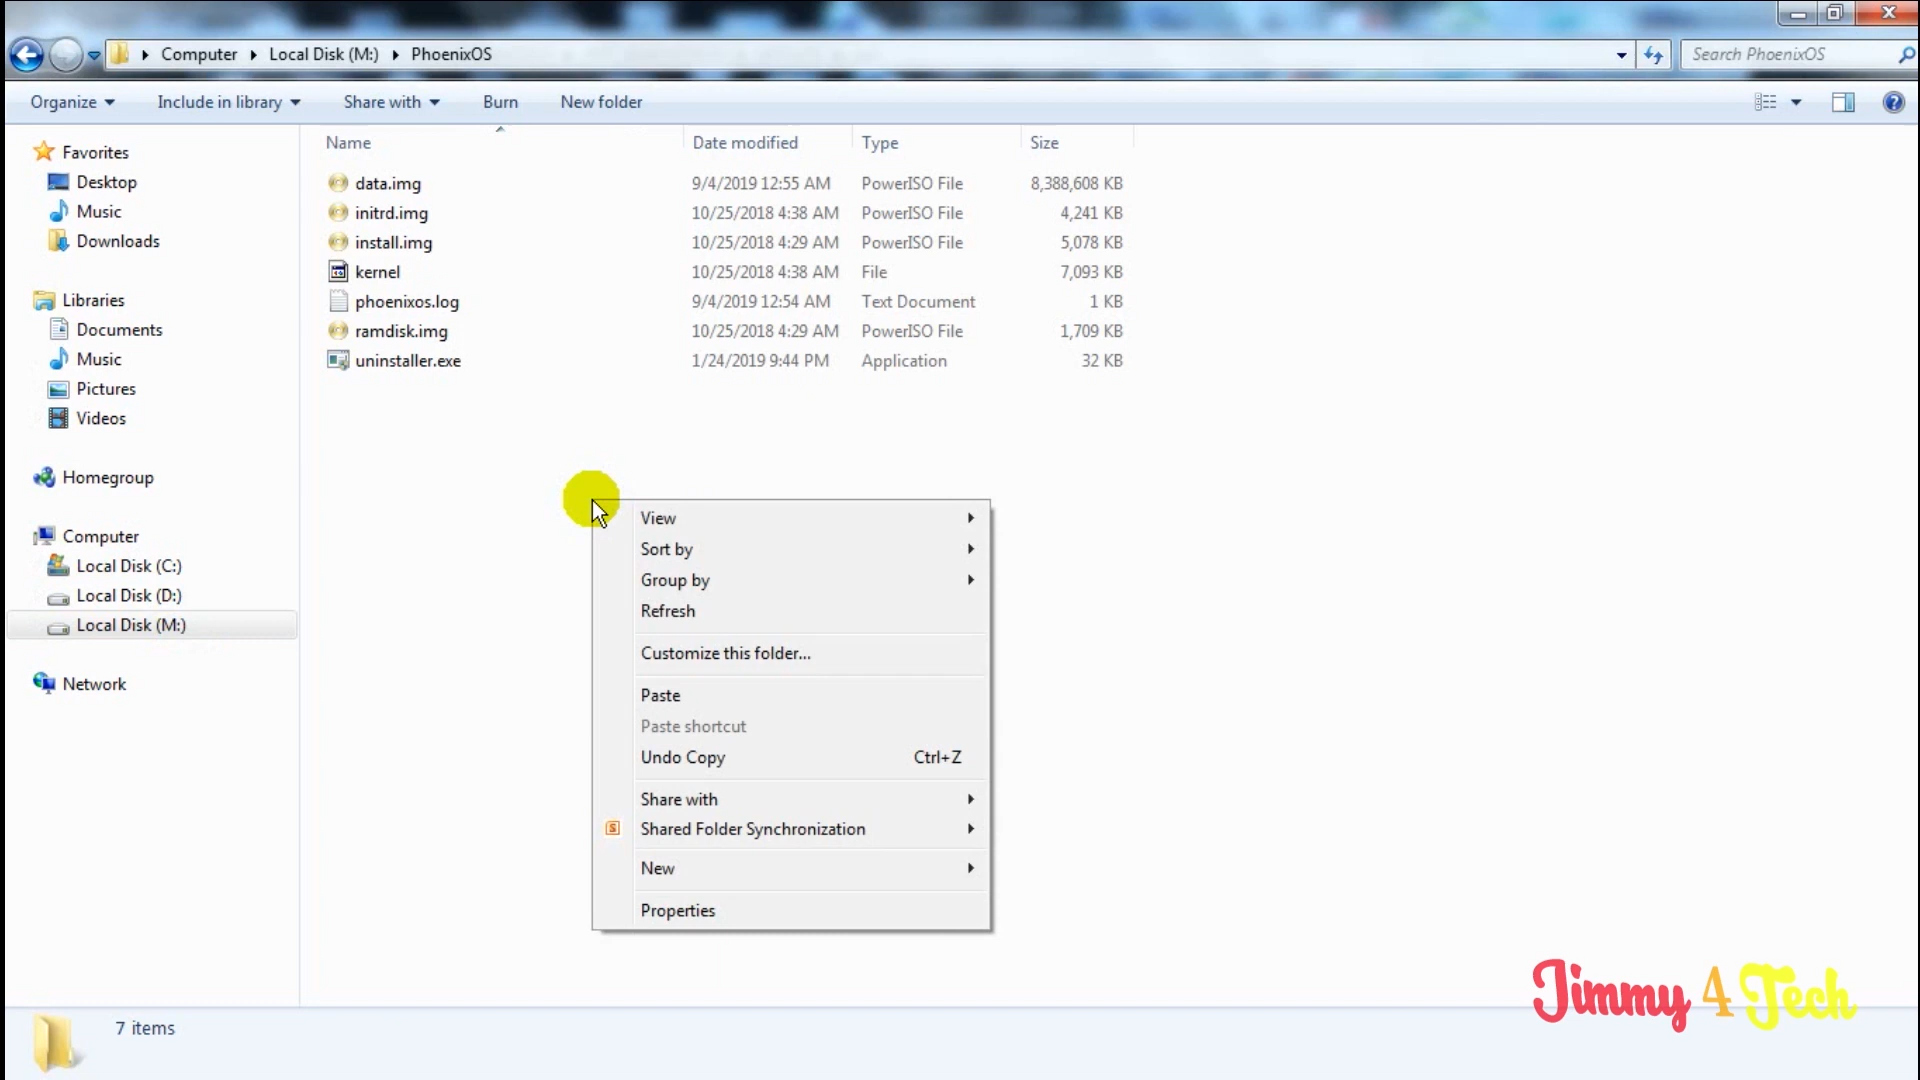 Computer Local Disk (M:) PhoenixOS
Search PhoenixOS
Organize Include in library Share with Burn New folder
Favorites
Desktop
Music
Downloads
Libraries
Documents
Music
Pictures
Videos
Homegroup
Computer
Local Disk (C:)
Local Disk (D:)
Local Disk (M:)
Network
Name Date modified Type Size
data.img 9/4/2019 12:55 AM PowerISO File 8,388,608 KB
initrd.img 10/25/2018 4:38 AM PowerISO File 4,241 KB
install.img 10/25/2018 4:29 AM PowerISO File 5,078 KB
kernel 10/25/2018 4:38 AM File 7,093 KB
phoenixos.log 9/4/2019 12:54 AM Text Document 1 KB
ramdisk.img 10/25/2018 4:29 AM PowerISO File 1,709 KB
uninstaller.exe 1/24/2019 9:44 PM Application 32 KB
View
Sort by
Group by
Refresh
Customize this folder...
Paste
Paste shortcut
Undo Copy Ctrl+Z
Share with
S Shared Folder Synchronization
New
Properties
Jimmy 4 Tech
7 items